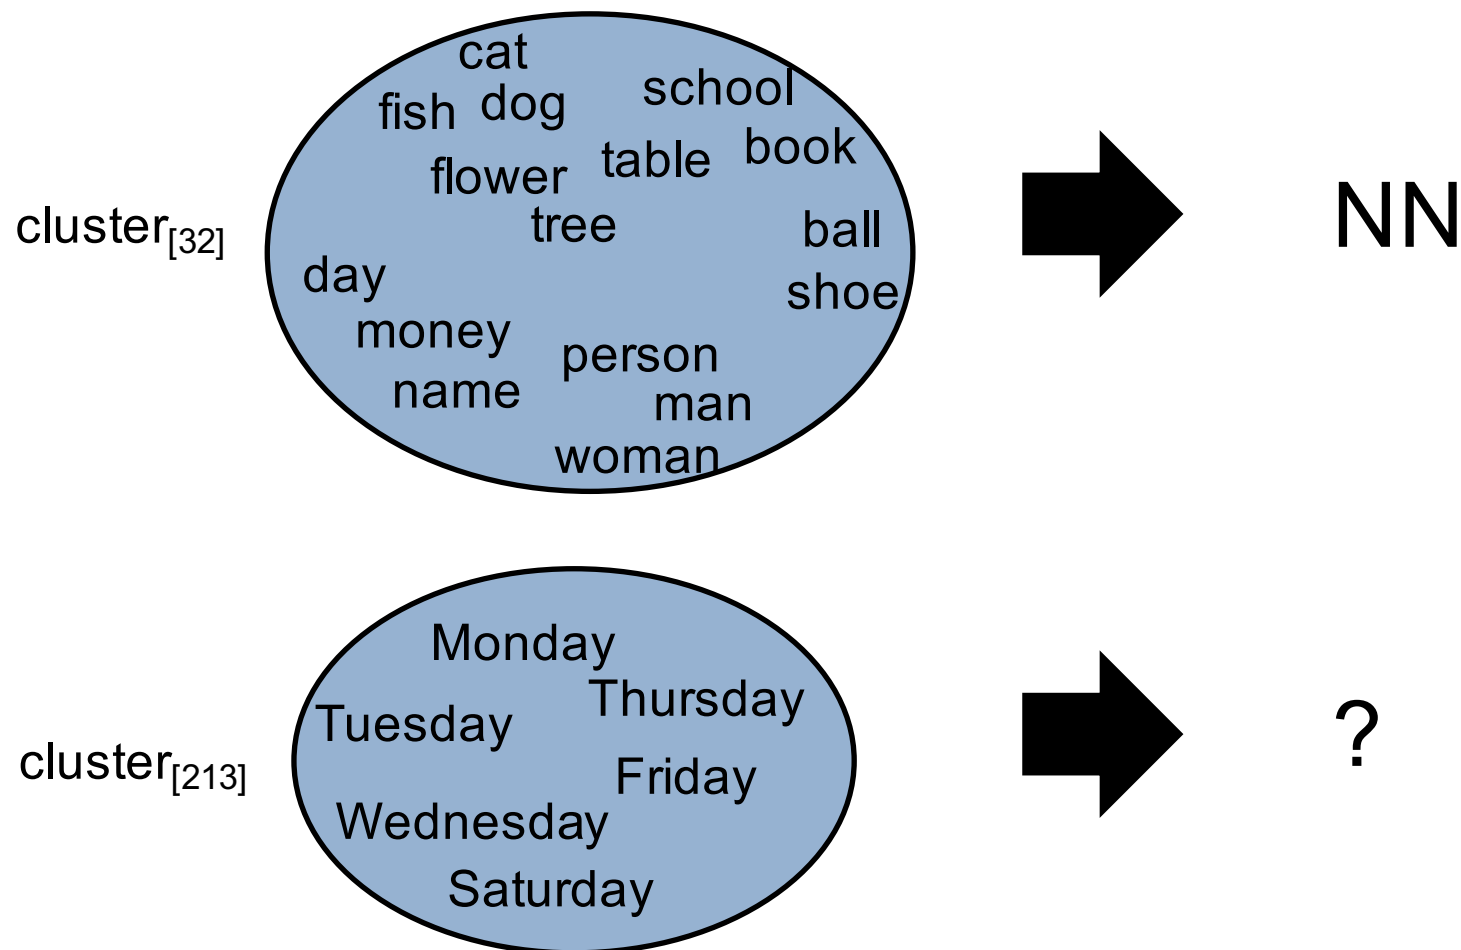 cat
school
fish dog
table book
flower
cluster[32]
tree
ball
day
shoe
money
person
name
man
woman
NN
Monday
Thursday
Tuesday
cluster[213]
Friday
Wednesday
Saturday
?